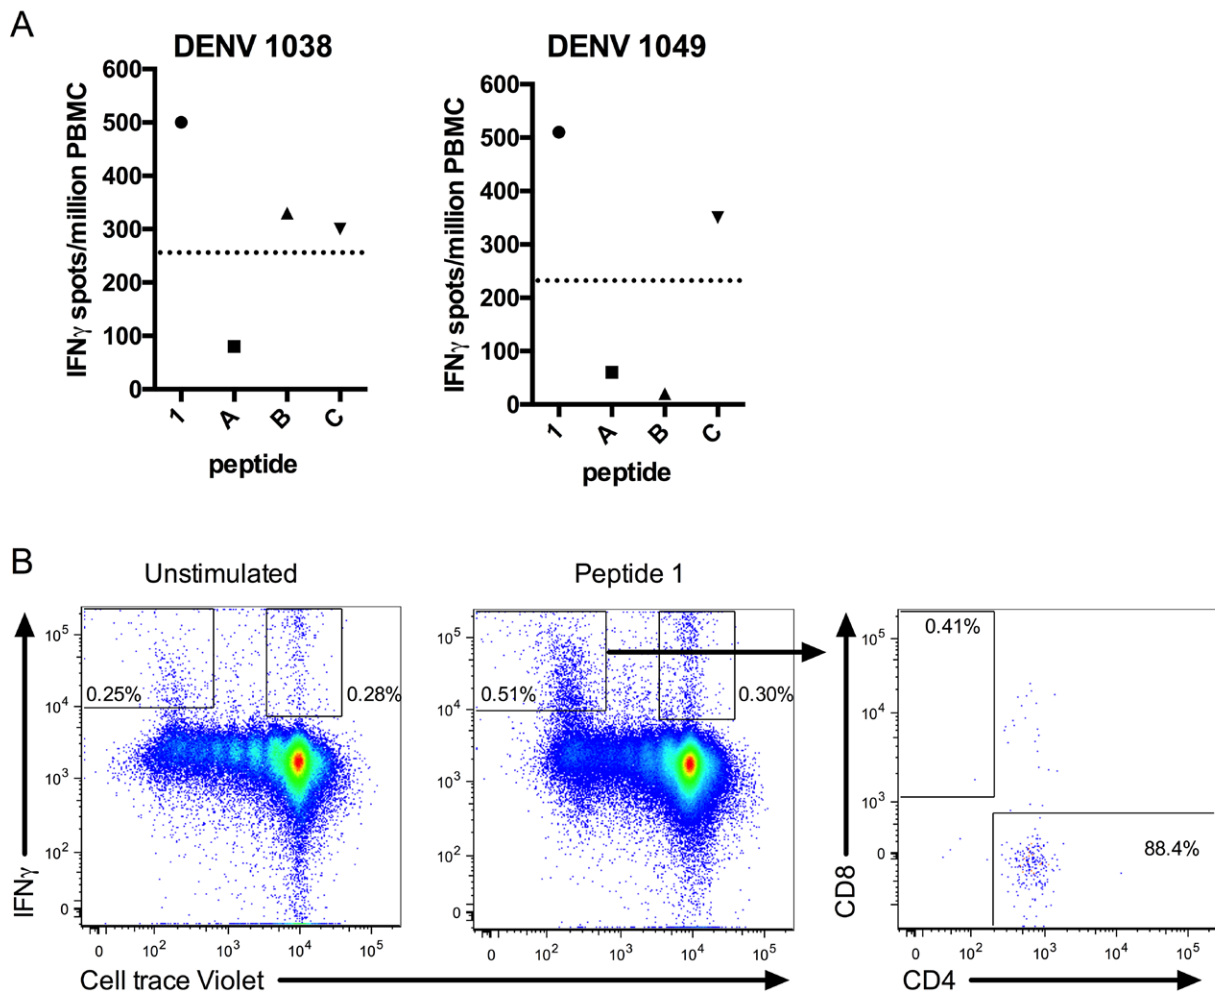 A
DENV 1038
DENV 1049
IFNγ spots/million PBMC
600
500
400
300
200
100
0
1
A
B
C
peptide
IFNγ spots/million PBMC
600
500
400
300
200
100
0
1
A
B
C
peptide
B
Unstimulated
Peptide 1
IFNγ
10⁵
10⁴
10³
10²
0
0.25%
0.28%
0
10²
10³
10⁴
10⁵
10⁵
10⁴
10³
10²
0
0.51%
0.30%
0
10²
10³
10⁴
10⁵
Cell trace Violet
CD8
10⁵
10⁴
10³
0
0.41%
88.4%
0
10²
10³
10⁴
10⁵
CD4